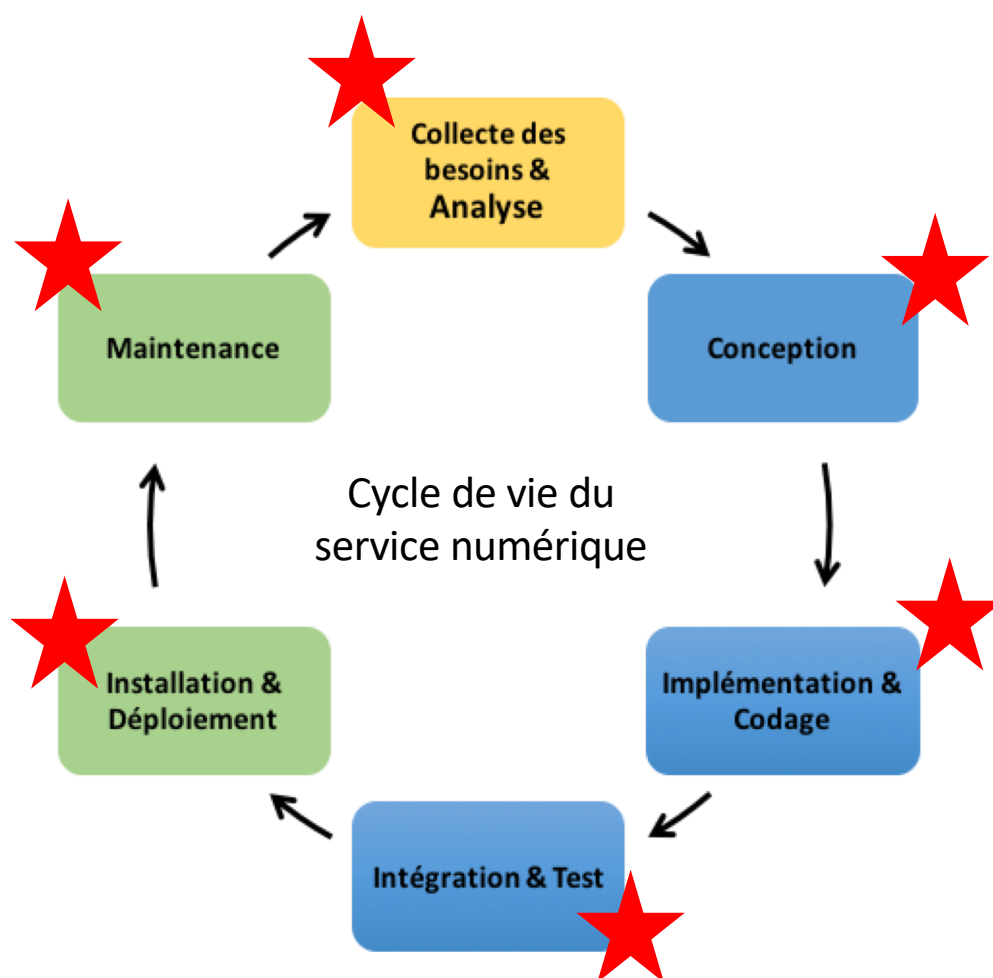 Collecte des
besoins &
Analyse
Conception
Implémentation &
Codage
Intégration & Test
Installation &
Déploiement
Maintenance
Cycle de vie du
service numérique